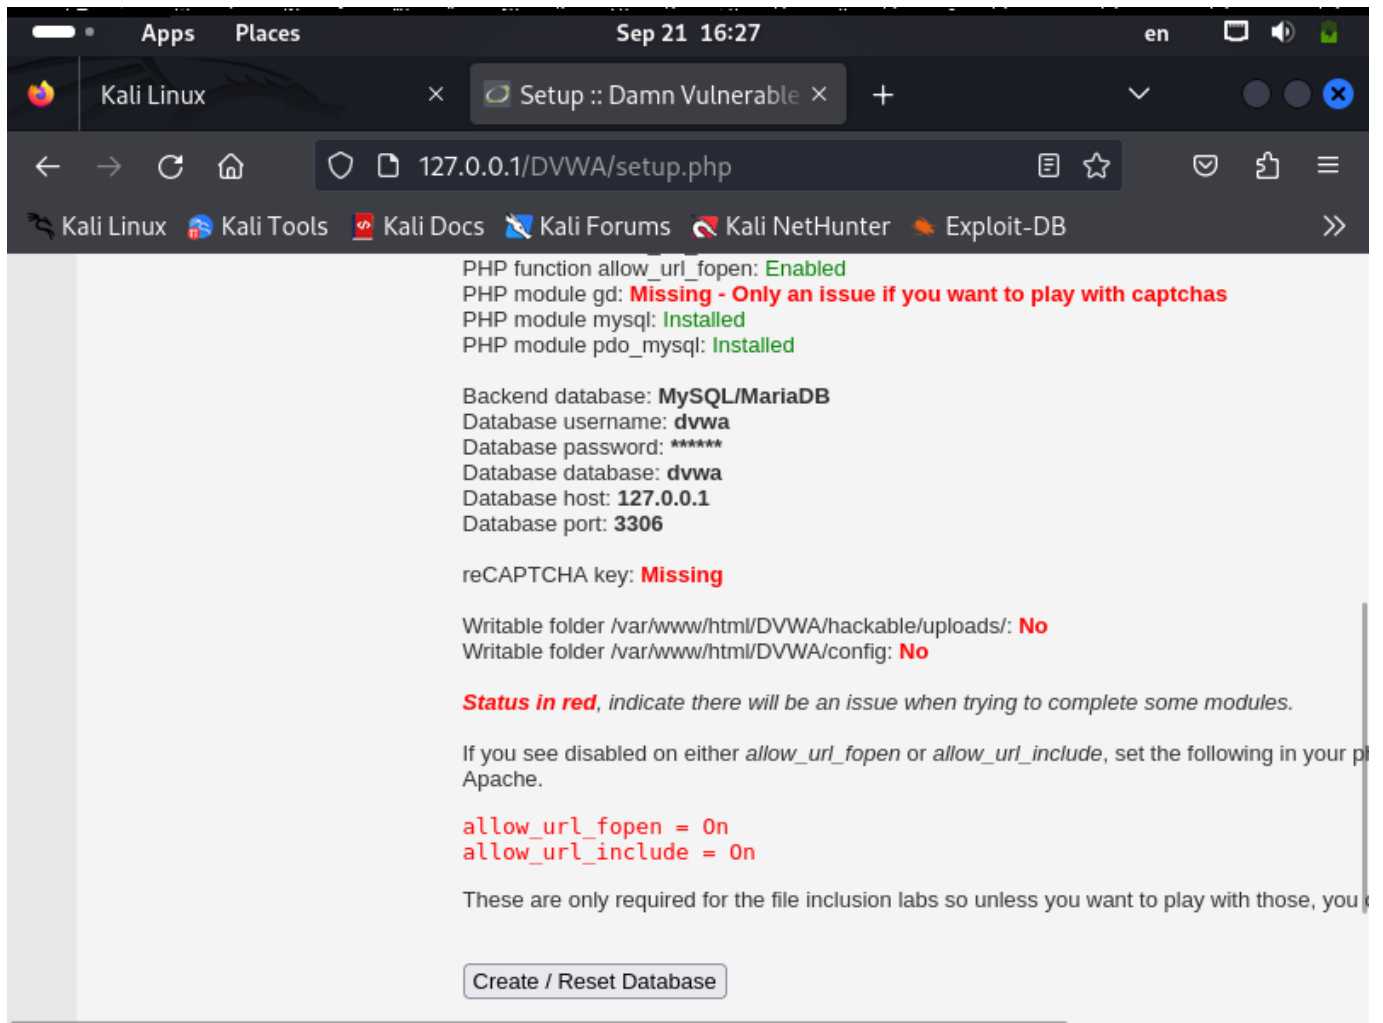 Apps Places Sep 21 16:27 en
Kali Linux Setup :: Damn Vulnerable
127.0.0.1/DVWA/setup.php
Kali Linux Kali Tools Kali Docs Kali Forums Kali NetHunter Exploit-DB
PHP function allow_url_fopen: Enabled
PHP module gd: Missing - Only an issue if you want to play with captchas
PHP module mysql: Installed
PHP module pdo_mysql: Installed
Backend database: MySQL/MariaDB
Database username: dvwa
Database password: ******
Database database: dvwa
Database host: 127.0.0.1
Database port: 3306
reCAPTCHA key: Missing
Writable folder /var/www/html/DVWA/hackable/uploads/: No
Writable folder /var/www/html/DVWA/config: No
Status in red, indicate there will be an issue when trying to complete some modules.
If you see disabled on either allow_url_fopen or allow_url_include, set the following in your
Apache.
allow_url_fopen = On
allow_url_include = On
These are only required for the file inclusion labs so unless you want to play with those, you
Create / Reset Database